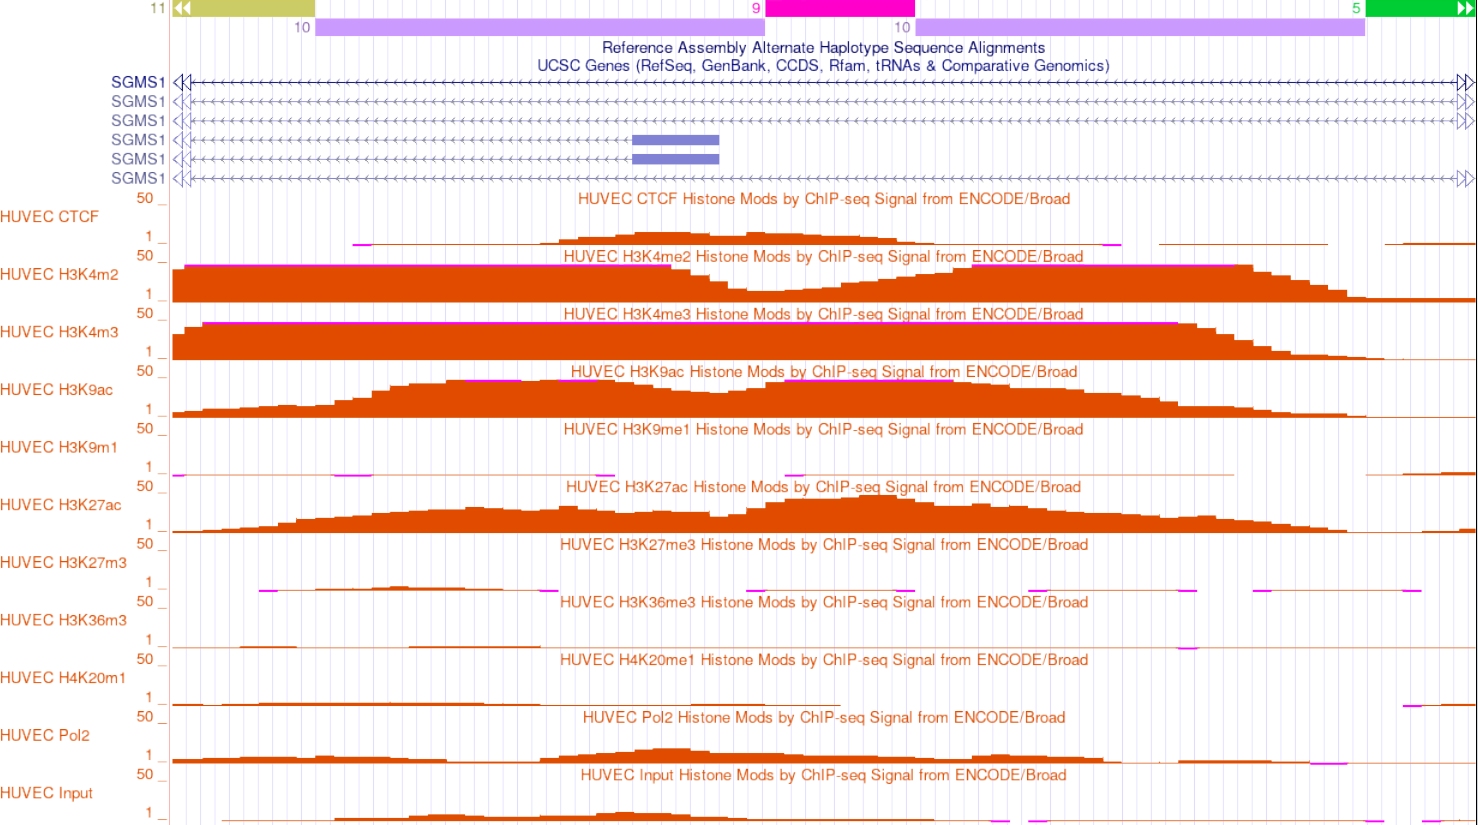 11 9 5
10 10
Reference Assembly Alternate Haplotype Sequence Alignments
UCSC Genes (RefSeq, GenBank, CCDS, Rfam, tRNAs & Comparative Genomics)
SGMS1
SGMS1
SGMS1
SGMS1
SGMS1
SGMS1
50 _ HUVEC CTCF Histone Mods by ChIP-seq Signal from ENCODE/Broad
HUVEC CTCF
1 _
50 _ HUVEC H3K4me2 Histone Mods by ChIP-seq Signal from ENCODE/Broad
HUVEC H3K4m2
1 _
50 _ HUVEC H3K4me3 Histone Mods by ChIP-seq Signal from ENCODE/Broad
HUVEC H3K4m3
1 _
50 _ HUVEC H3K9ac Histone Mods by ChIP-seq Signal from ENCODE/Broad
HUVEC H3K9ac
1 _
50 _ HUVEC H3K9me1 Histone Mods by ChIP-seq Signal from ENCODE/Broad
HUVEC H3K9m1
1 _
50 _ HUVEC H3K27ac Histone Mods by ChIP-seq Signal from ENCODE/Broad
HUVEC H3K27ac
1 _
50 _ HUVEC H3K27me3 Histone Mods by ChIP-seq Signal from ENCODE/Broad
HUVEC H3K27m3
1 _
50 _ HUVEC H3K36me3 Histone Mods by ChIP-seq Signal from ENCODE/Broad
HUVEC H3K36m3
1 _
50 _ HUVEC H4K20me1 Histone Mods by ChIP-seq Signal from ENCODE/Broad
HUVEC H4K20m1
1 _
50 _ HUVEC Pol2 Histone Mods by ChIP-seq Signal from ENCODE/Broad
HUVEC Pol2
1 _
50 _ HUVEC Input Histone Mods by ChIP-seq Signal from ENCODE/Broad
HUVEC Input
1 _